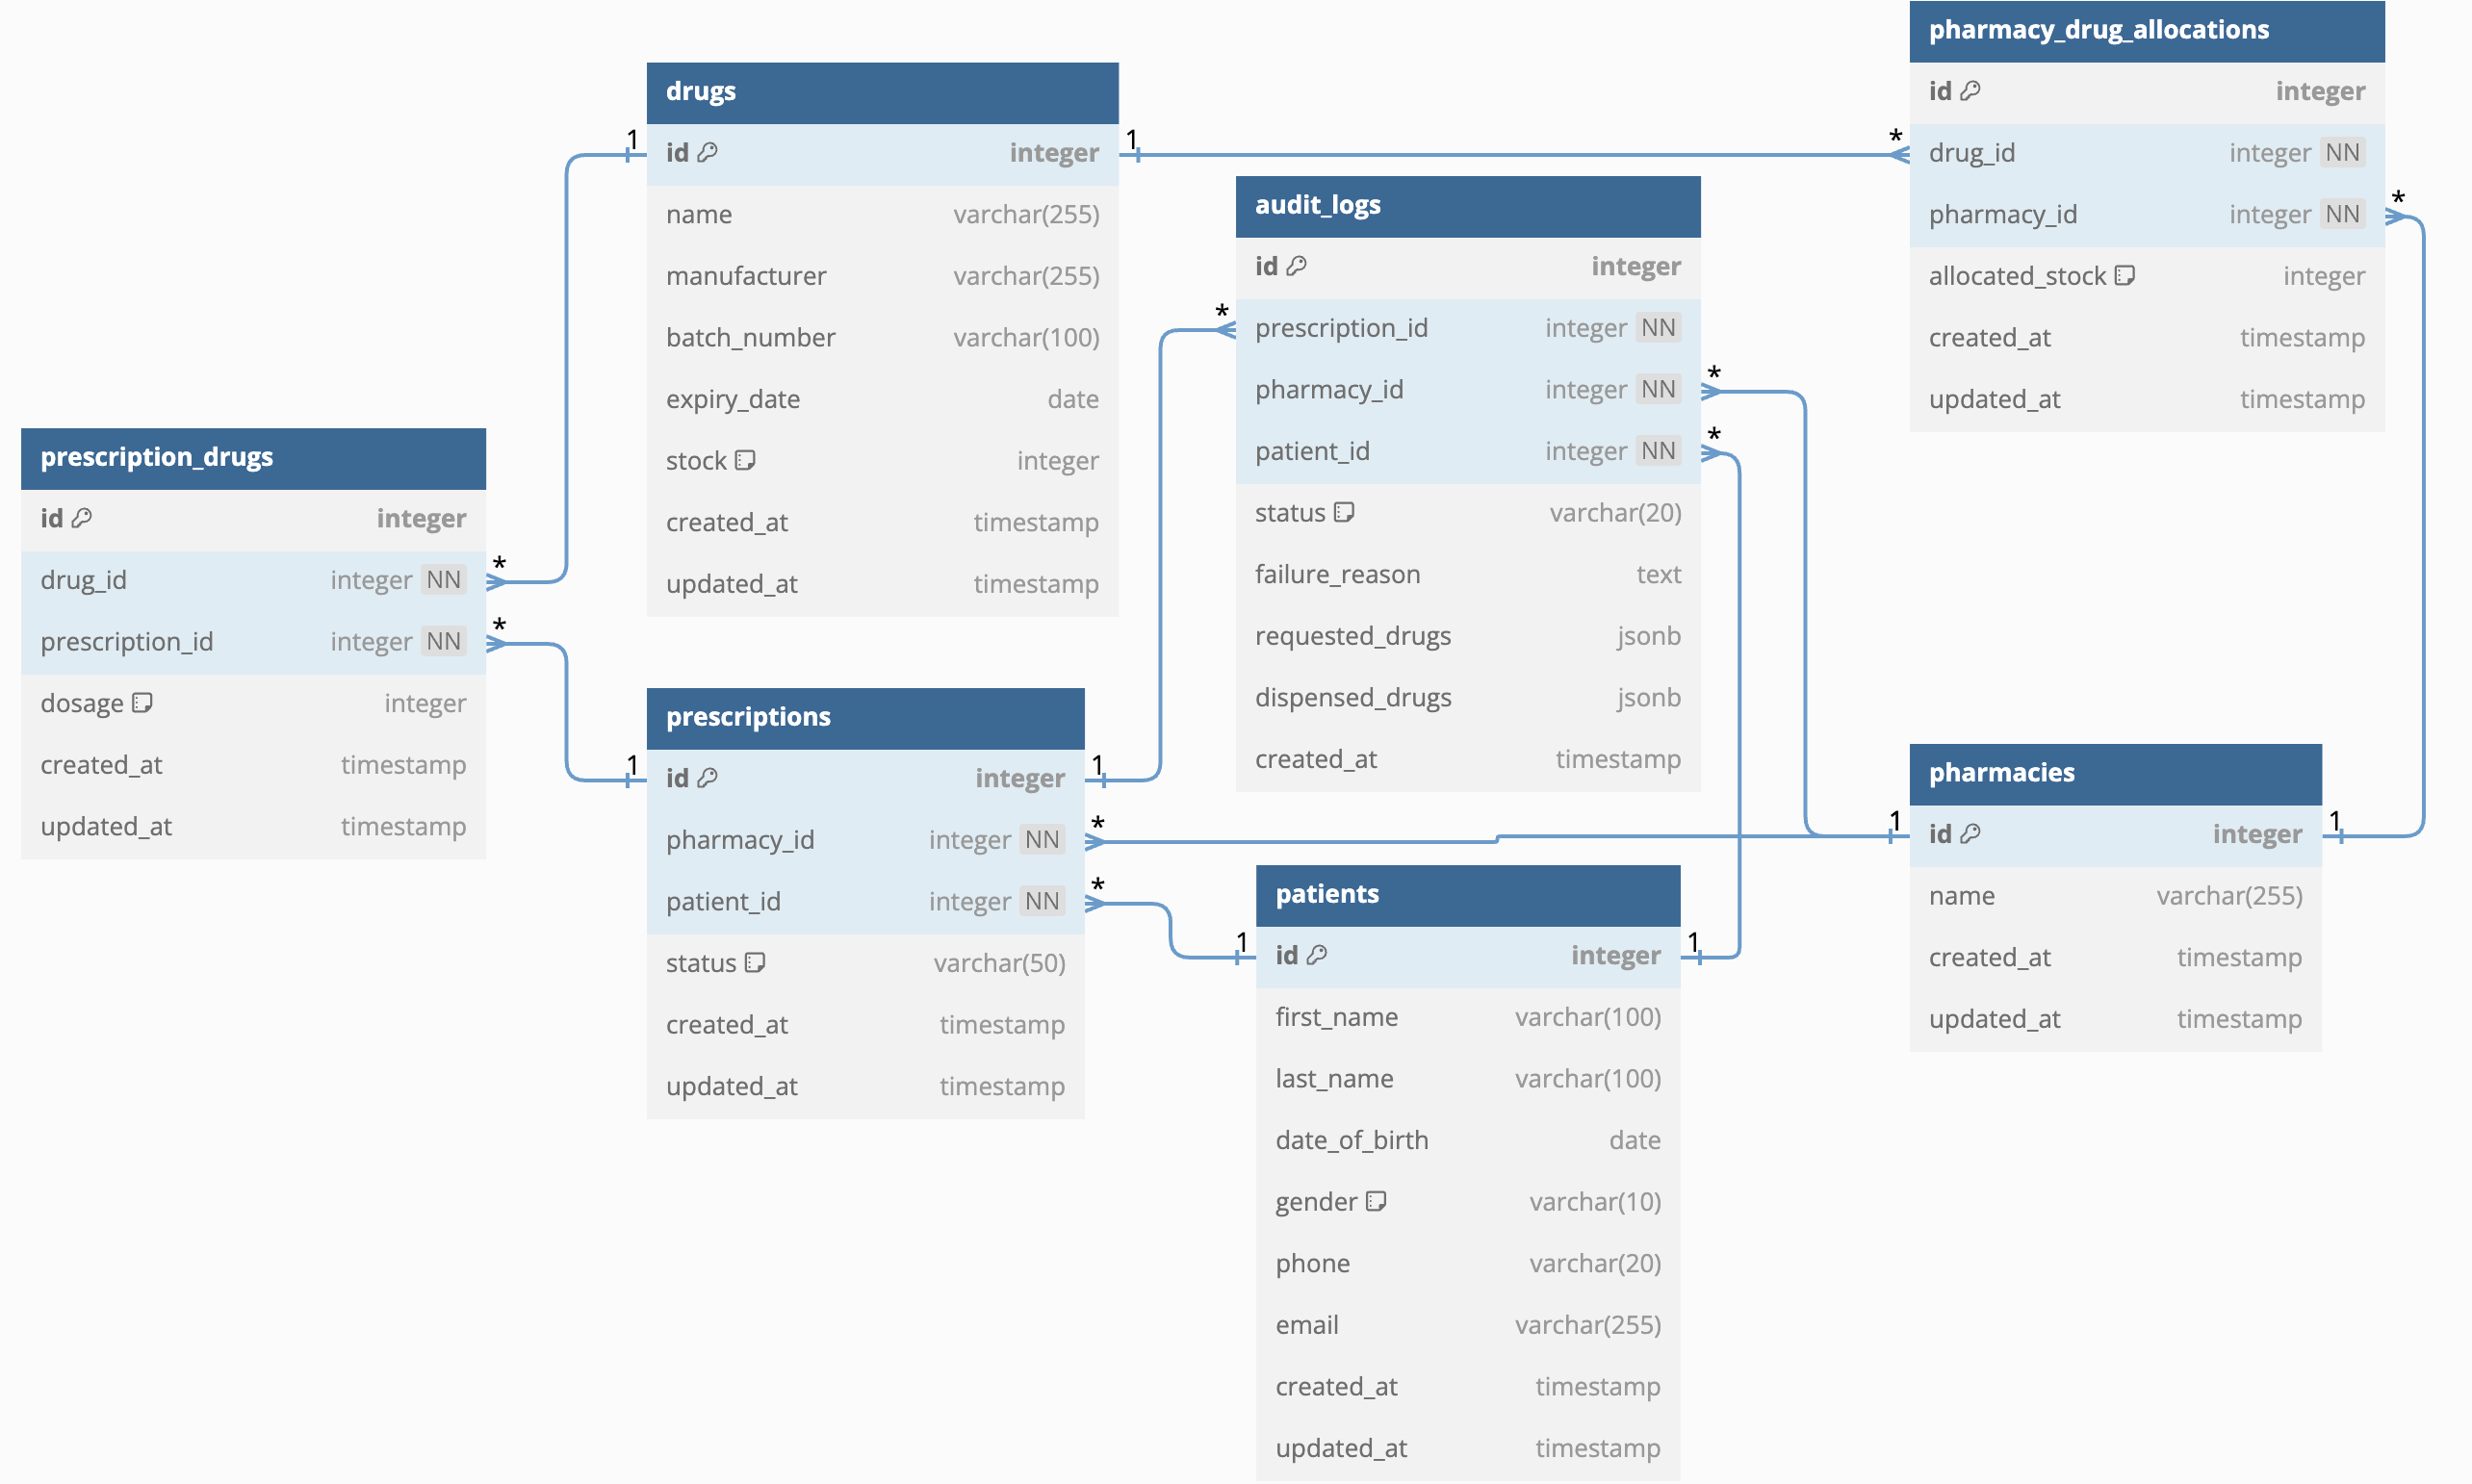 pharmacy_drug_allocations
id integer
drug_id integer NN
pharmacy_id integer NN
allocated_stock integer
created_at timestamp
updated_at timestamp
drugs
id integer
name varchar(255)
manufacturer varchar(255)
batch_number varchar(100)
expiry_date date
stock integer
created_at timestamp
updated_at timestamp
audit_logs
id integer
prescription_id integer NN
pharmacy_id integer NN
patient_id integer NN
status varchar(20)
failure_reason text
requested_drugs jsonb
dispensed_drugs jsonb
created_at timestamp
prescription_drugs
id integer
drug_id integer NN
prescription_id integer NN
dosage integer
created_at timestamp
updated_at timestamp
prescriptions
id integer
pharmacy_id integer NN
patient_id integer NN
status varchar(50)
created_at timestamp
updated_at timestamp
pharmacies
id integer
name varchar(255)
created_at timestamp
updated_at timestamp
patients
id integer
first_name varchar(100)
last_name varchar(100)
date_of_birth date
gender varchar(10)
phone varchar(20)
email varchar(255)
created_at timestamp
updated_at timestamp
1
1
*
*
*
*
*
*
*
1
1
*
*
1
1
1
1